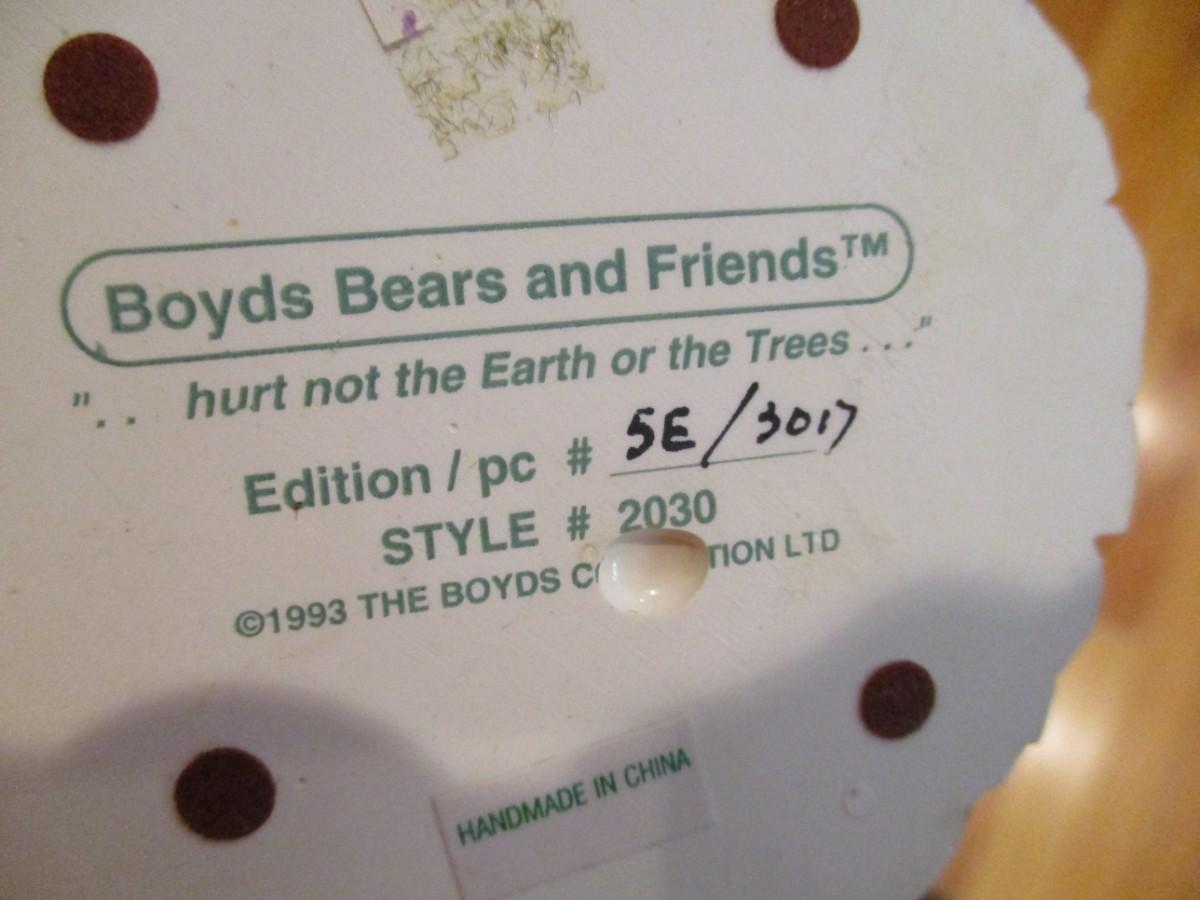 Boyds Bears and Friends™
". . hurt not the Earth or the Trees . . ."
Edition / pc # 5E/3017
STYLE # 2030
©1993 THE BOYDS LTD
HANDMADE IN CHINA